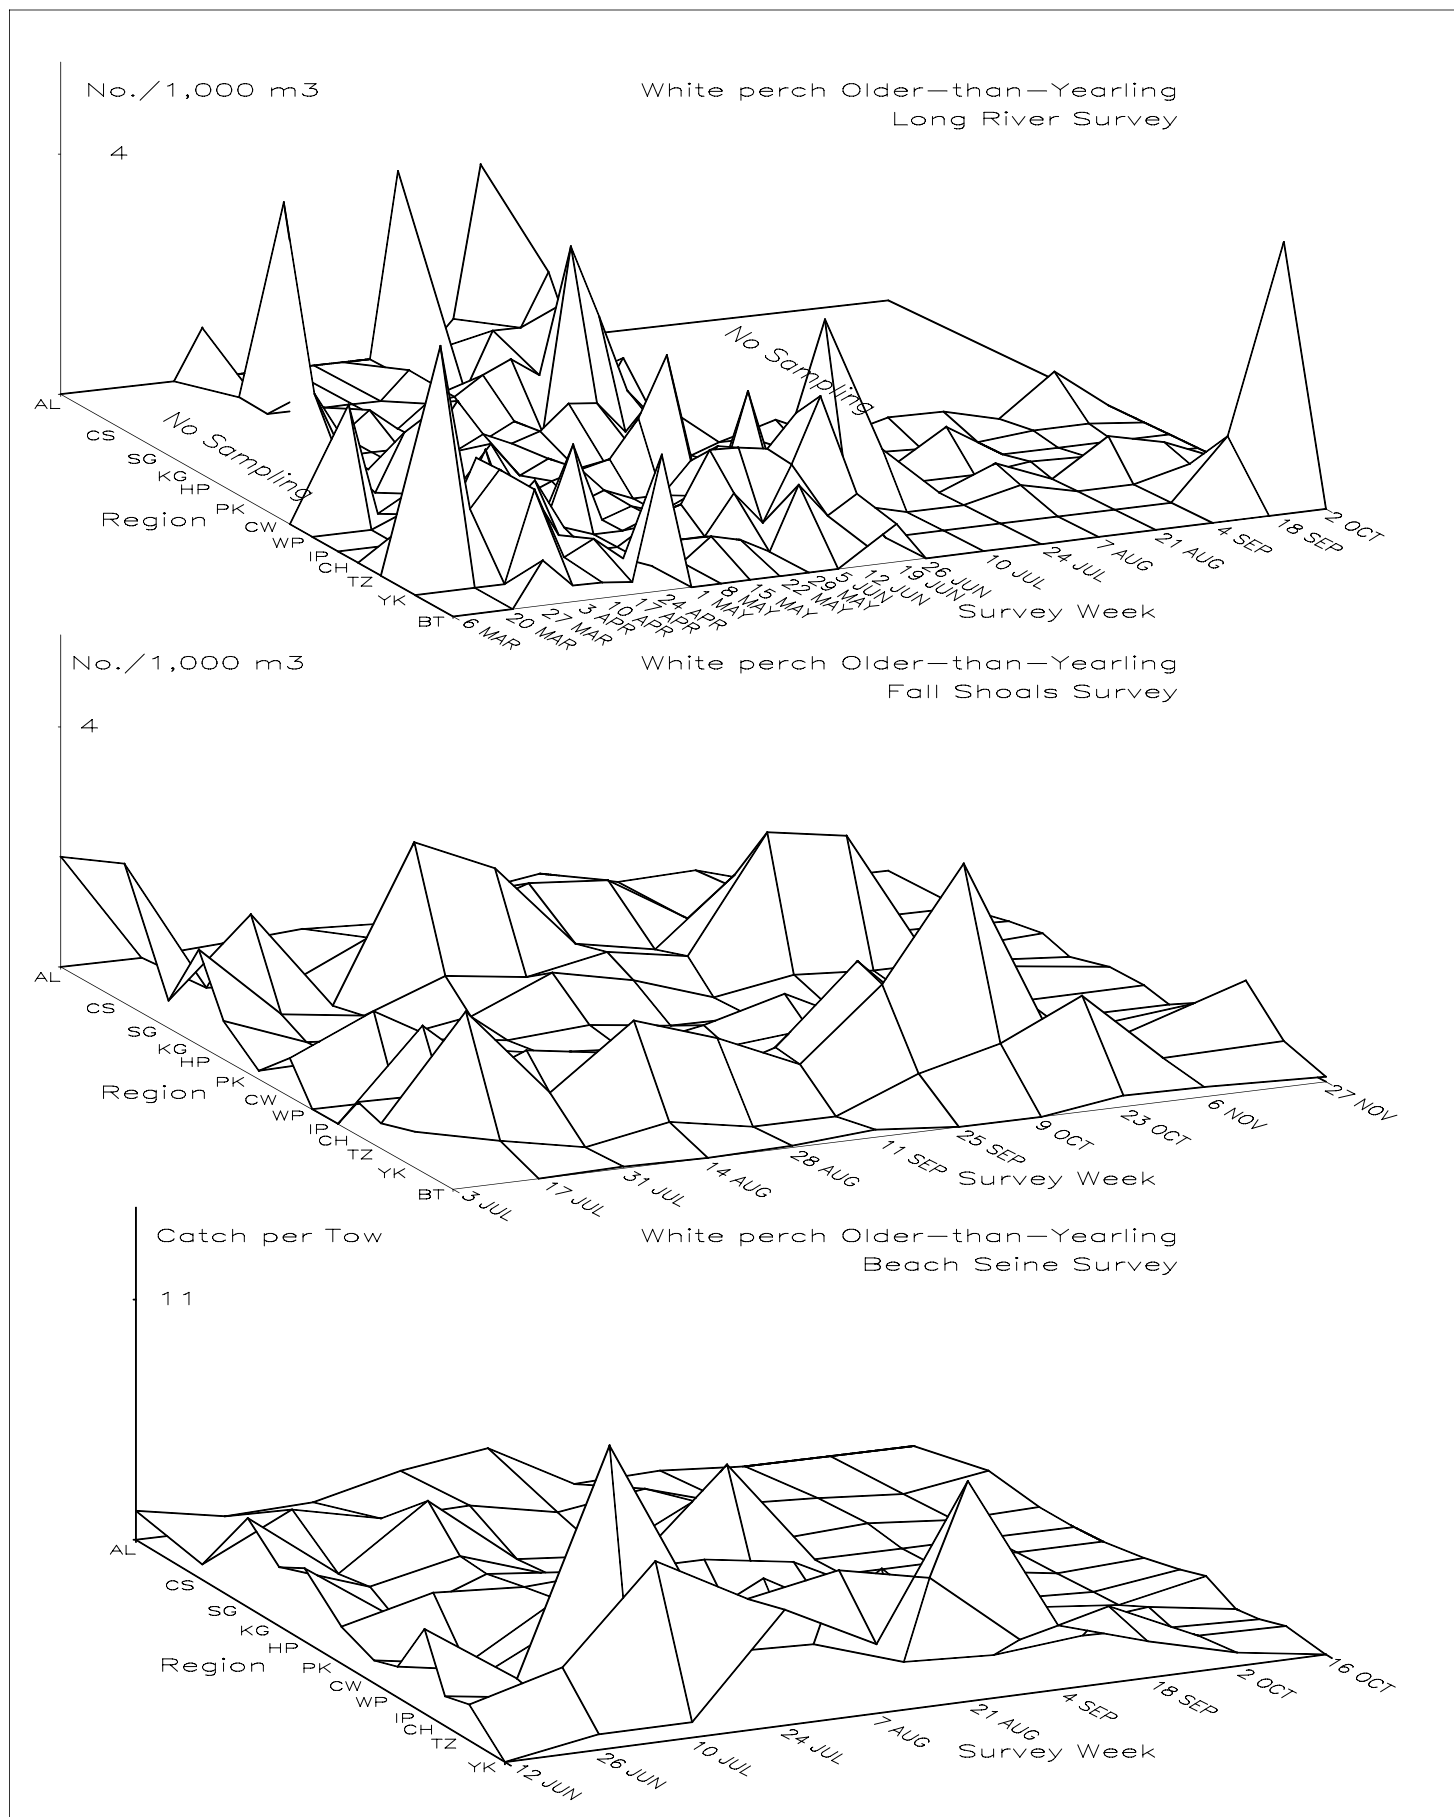 No./1,000 m3
White perch Older-than-Yearling
Long River Survey
4
No Sampling
AL
CS
SG
KG
HP
PK
CW
WP
IP
CH
TZ
YK
BT
No Sampling
Region
6 MAR
20 MAR
27 MAR
3 APR
10 APR
17 APR
24 APR
1 MAY
8 MAY
15 MAY
22 MAY
29 MAY
5 JUN
12 JUN
19 JUN
26 JUN
10 JUL
24 JUL
7 AUG
21 AUG
4 SEP
18 SEP
2 OCT
Survey Week
No./1,000 m3
White perch Older-than-Yearling
Fall Shoals Survey
4
AL
CS
SG
KG
HP
PK
CW
WP
IP
CH
TZ
YK
BT
Region
3 JUL
17 JUL
31 JUL
14 AUG
28 AUG
11 SEP
25 SEP
9 OCT
23 OCT
6 NOV
27 NOV
Survey Week
Catch per Tow
White perch Older-than-Yearling
Beach Seine Survey
11
AL
CS
SG
KG
HP
PK
CW
WP
IP
CH
TZ
YK
Region
12 JUN
26 JUN
10 JUL
24 JUL
7 AUG
21 AUG
4 SEP
18 SEP
2 OCT
16 OCT
Survey Week